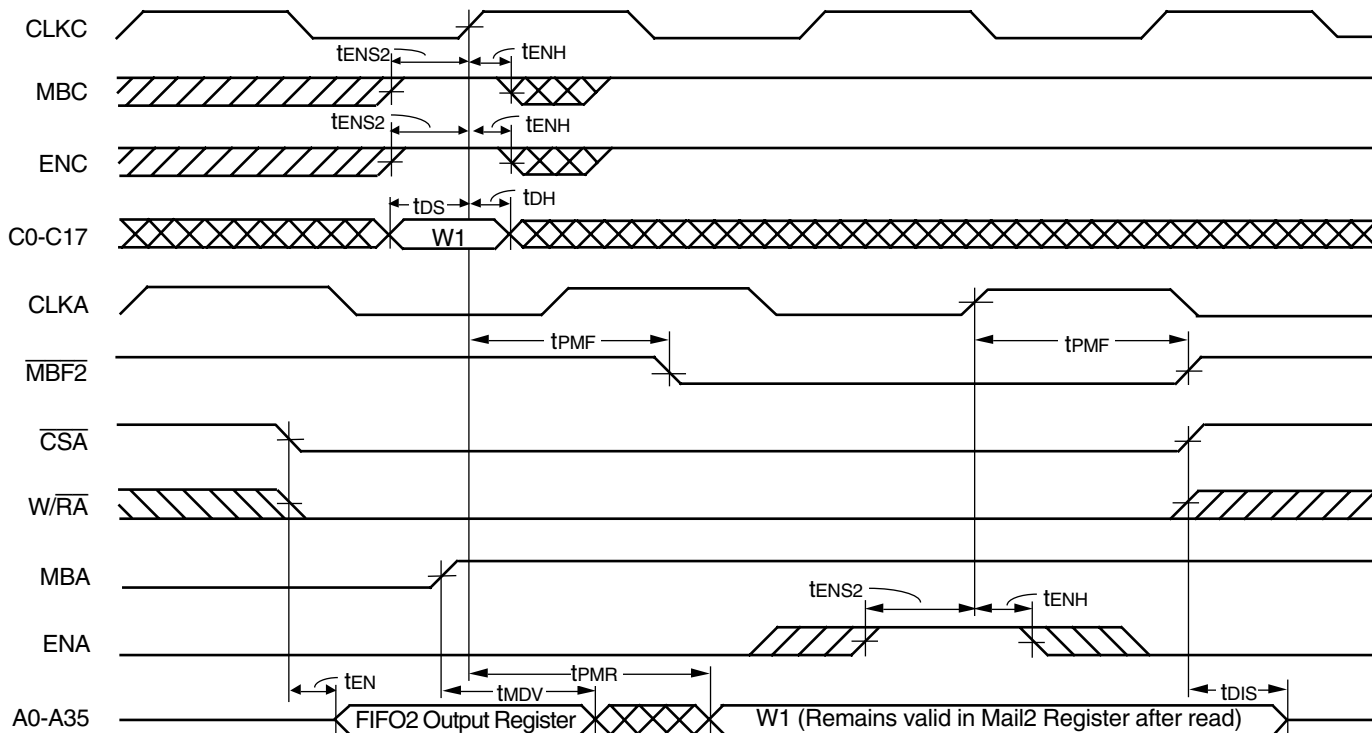 CLKC
tENS2 tENH
MBC
tENS2 tENH
ENC
tDS tDH
C0-C17 W1
CLKA
tPMF tPMF
MBF2
CSA
W/RA
MBA
tENS2 tENH
ENA
tPMR
tEN tMDV tDIS
A0-A35 FIFO2 Output Register W1 (Remains valid in Mail2 Register after read)